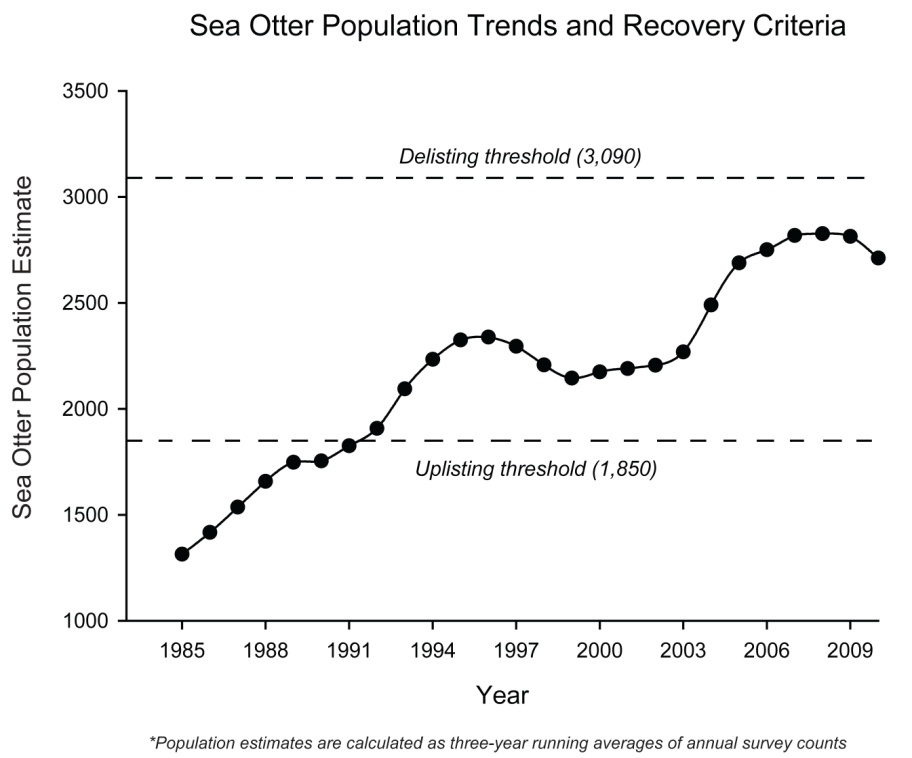 Sea Otter Population Trends and Recovery Criteria
3500
Delisting threshold (3,090)
3000
Sea Otter Population Estimate
2500
2000
Uplisting threshold (1,850)
1500
1000
1985 1988 1991 1994 1997 2000 2003 2006 2009
Year
*Population estimates are calculated as three-year running averages of annual survey counts